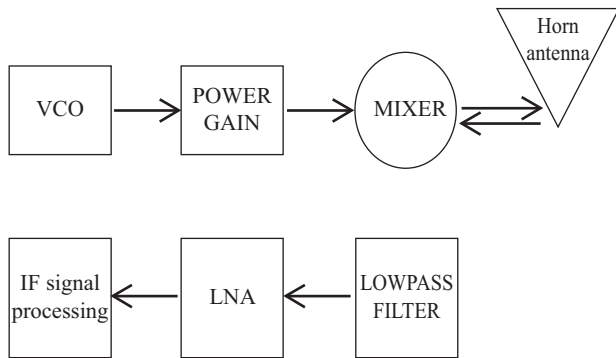 Horn
antenna
VCO
POWER
GAIN
MIXER
IF signal
processing
LNA
LOWPASS
FILTER